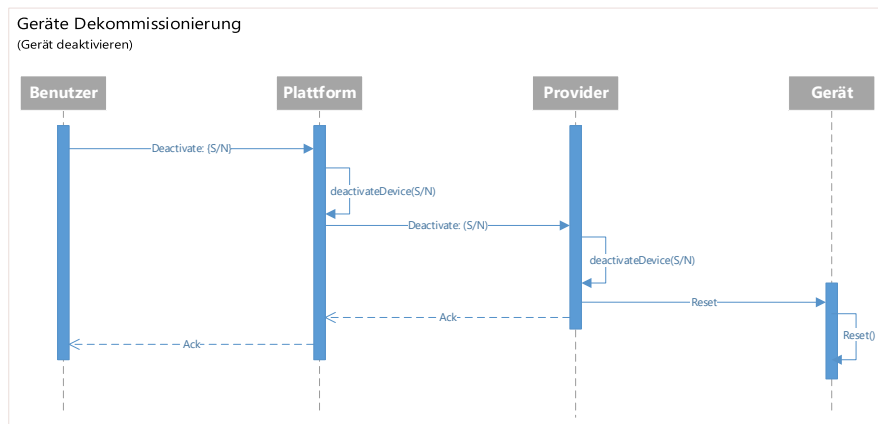 Geräte Dekommissionierung
(Gerät deaktivieren)
Benutzer
Plattform
Provider
Gerät
Deactivate: (S/N)
deactivateDevice(S/N)
Deactivate: (S/N)
deactivateDevice(S/N)
Reset
Ack
Reset()
Ack